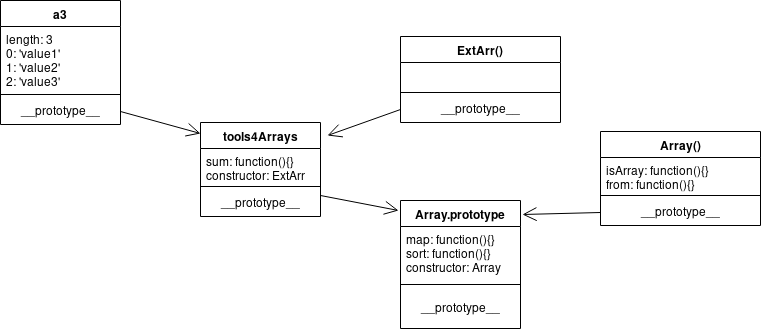 a3
length: 3
0: 'value1'
1: 'value2'
2: 'value3'
__prototype__
ExtArr()
__prototype__
tools4Arrays
sum: function(){}
constructor: ExtArr
__prototype__
Array()
isArray: function(){}
from: function(){}
__prototype__
Array.prototype
map: function(){}
sort: function(){}
constructor: Array
__prototype__